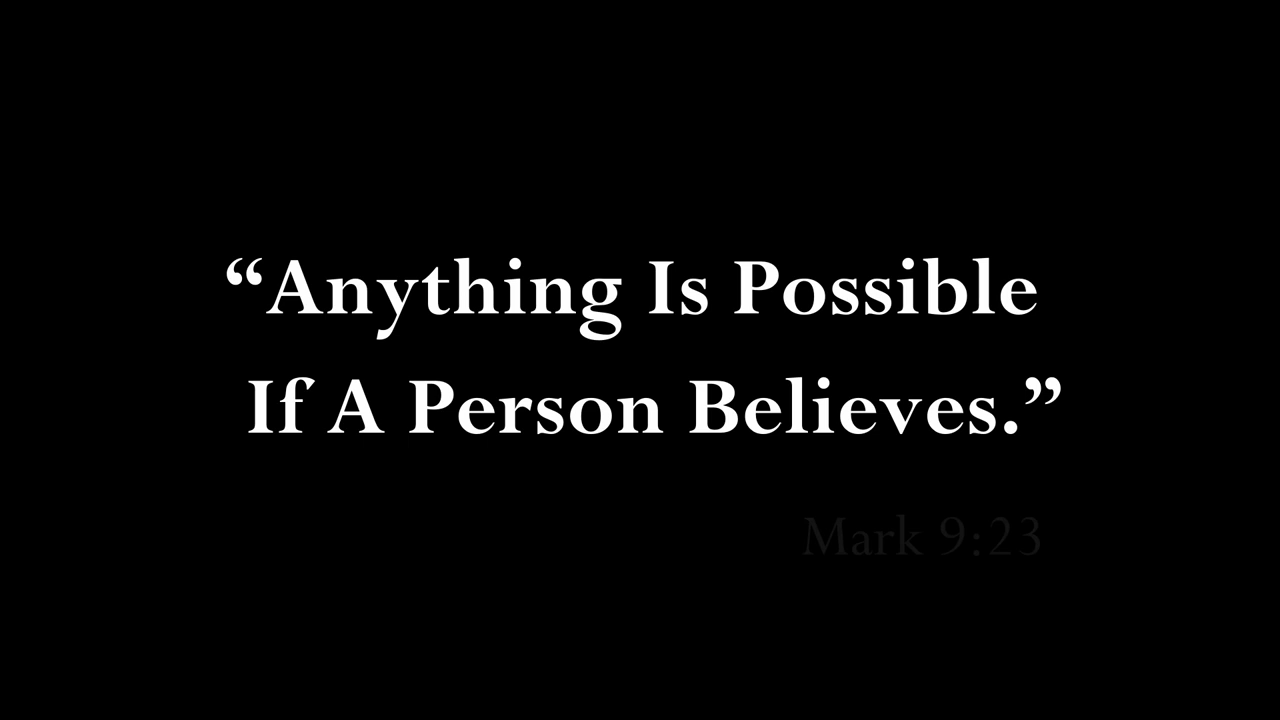 “Anything Is Possible
If A Person Believes.”
Mark 9:23